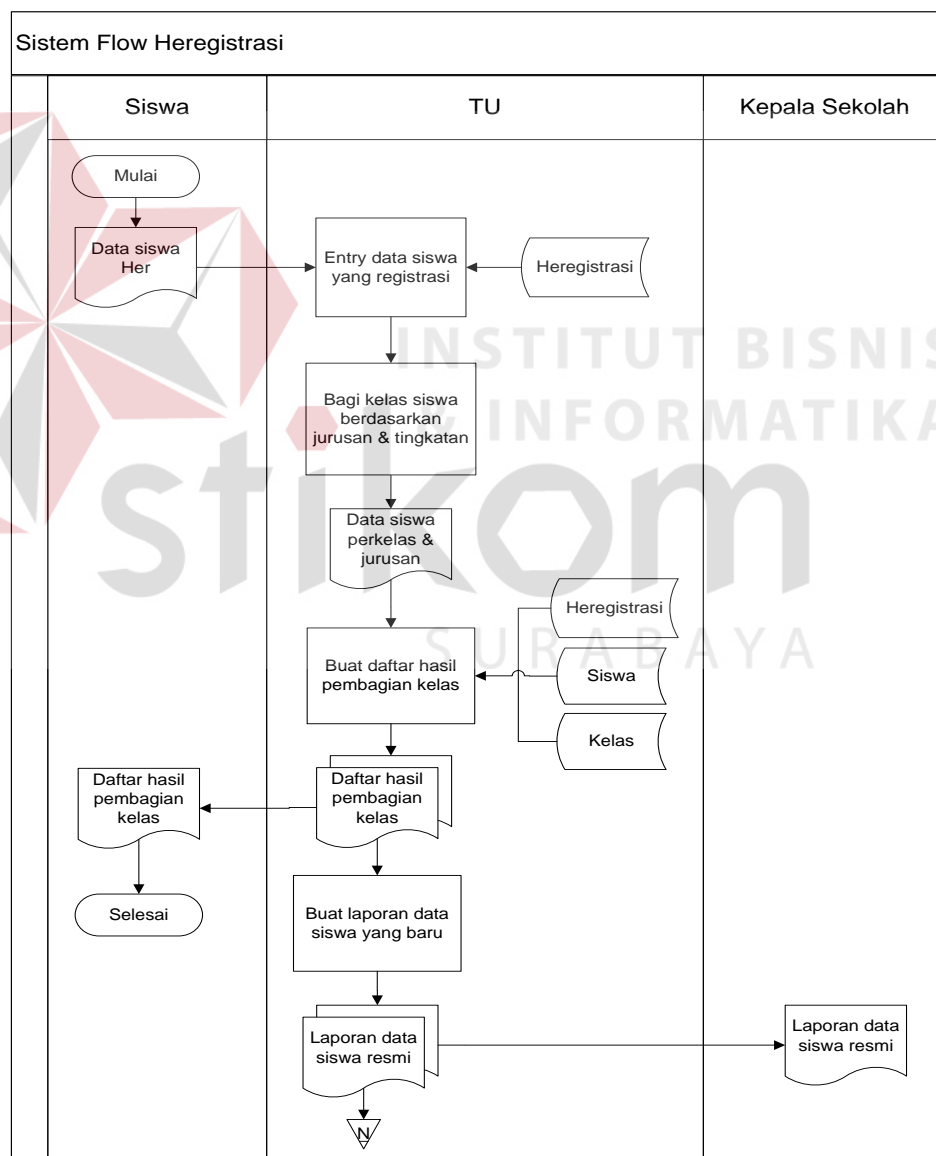 Sistem Flow Heregistrasi
Siswa
TU
Kepala Sekolah
Mulai
Data siswa
Her
Entry data siswa
yang registrasi
Heregistrasi
INSTITUT BISNIS
& INFORMATIKA
stikom
SURABAYA
Bagi kelas siswa
berdasarkan
jurusan & tingkatan
Data siswa
perkelas &
jurusan
Heregistrasi
Buat daftar hasil
pembagian kelas
Siswa
Kelas
Daftar hasil
pembagian
kelas
Daftar hasil
pembagian
kelas
Selesai
Buat laporan data
siswa yang baru
Laporan data
siswa resmi
Laporan data
siswa resmi
N